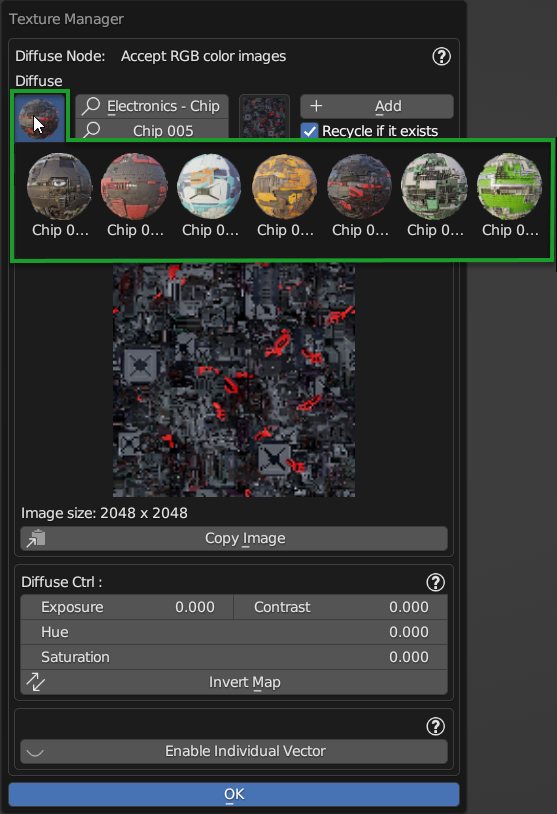 Texture Manager
Diffuse Node: Accept RGB color images
Diffuse
Electronics - Chip
Add
Chip 005
Recycle if it exists
Chip 0... Chip 0... Chip 0... Chip 0... Chip 0... Chip 0... Chip 0...
Image size: 2048 x 2048
Copy Image
Diffuse Ctrl :
Exposure 0.000 Contrast 0.000
Hue 0.000
Saturation 0.000
Invert Map
Enable Individual Vector
OK